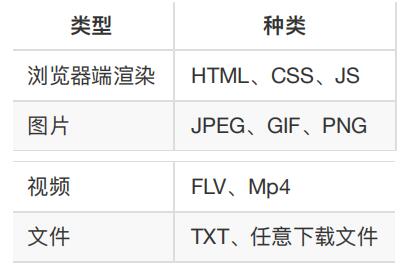 类型 种类
浏览器端渲染 HTML、CSS、JS
图片 JPEG、GIF、PNG
视频 FLV、Mp4
文件 TXT、任意下载文件